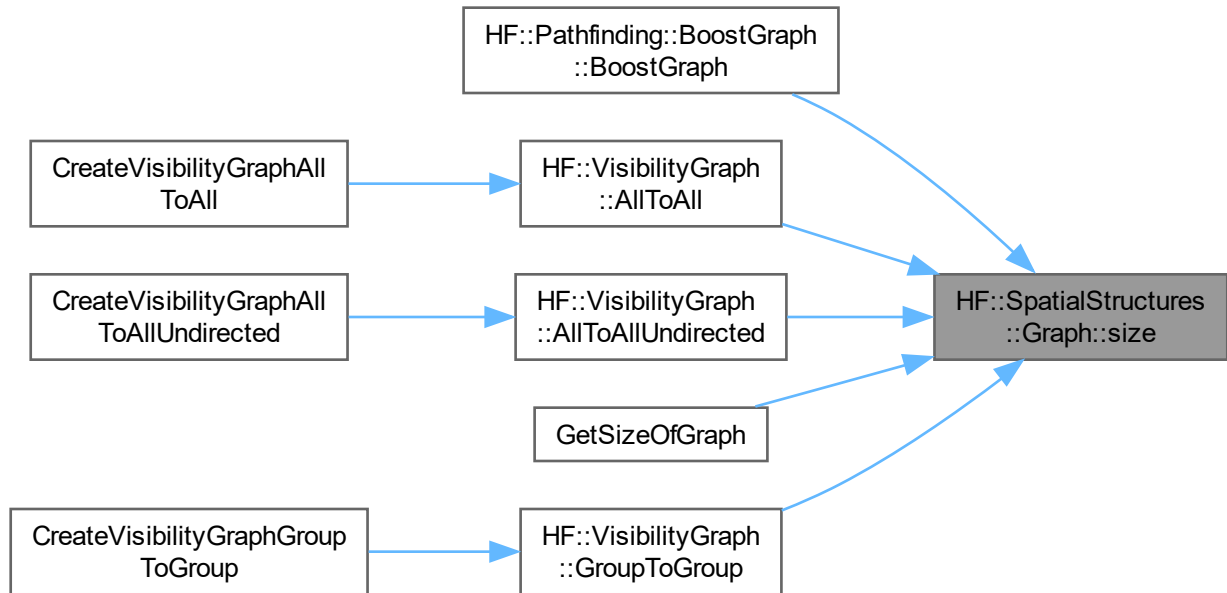 HF::Pathfinding::BoostGraph
::BoostGraph
CreateVisibilityGraphAll
ToAll
HF::VisibilityGraph
::AllToAll
CreateVisibilityGraphAll
ToAllUndirected
HF::VisibilityGraph
::AllToAllUndirected
HF::SpatialStructures
::Graph::size
GetSizeOfGraph
CreateVisibilityGraphGroup
ToGroup
HF::VisibilityGraph
::GroupToGroup